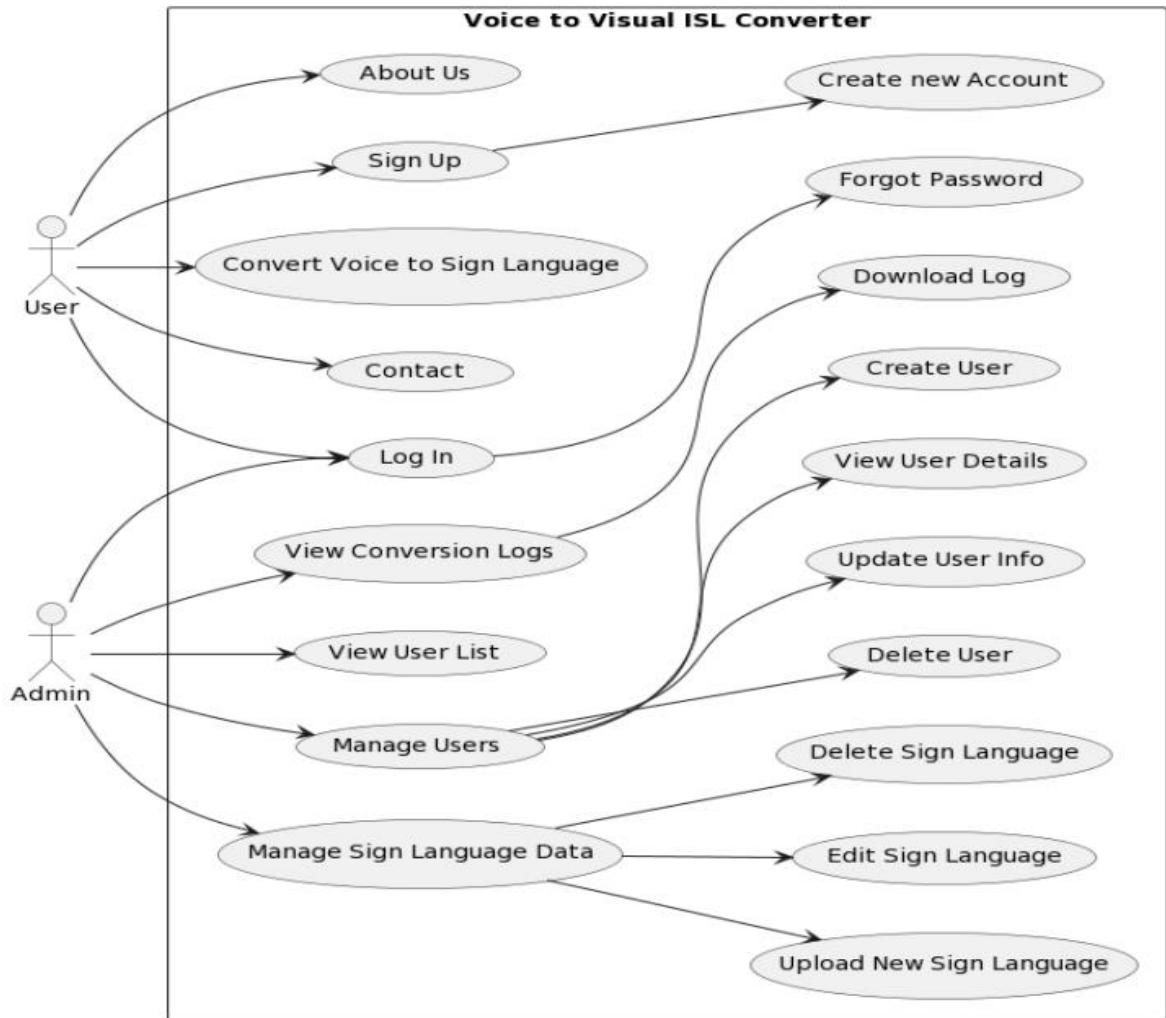 Voice to Visual ISL Converter
About Us
Create new Account
Sign Up
Forgot Password
Convert Voice to Sign Language
Download Log
User
Contact
Create User
Log In
View User Details
View Conversion Logs
Update User Info
View User List
Delete User
Admin
Manage Users
Delete Sign Language
Manage Sign Language Data
Edit Sign Language
Upload New Sign Language